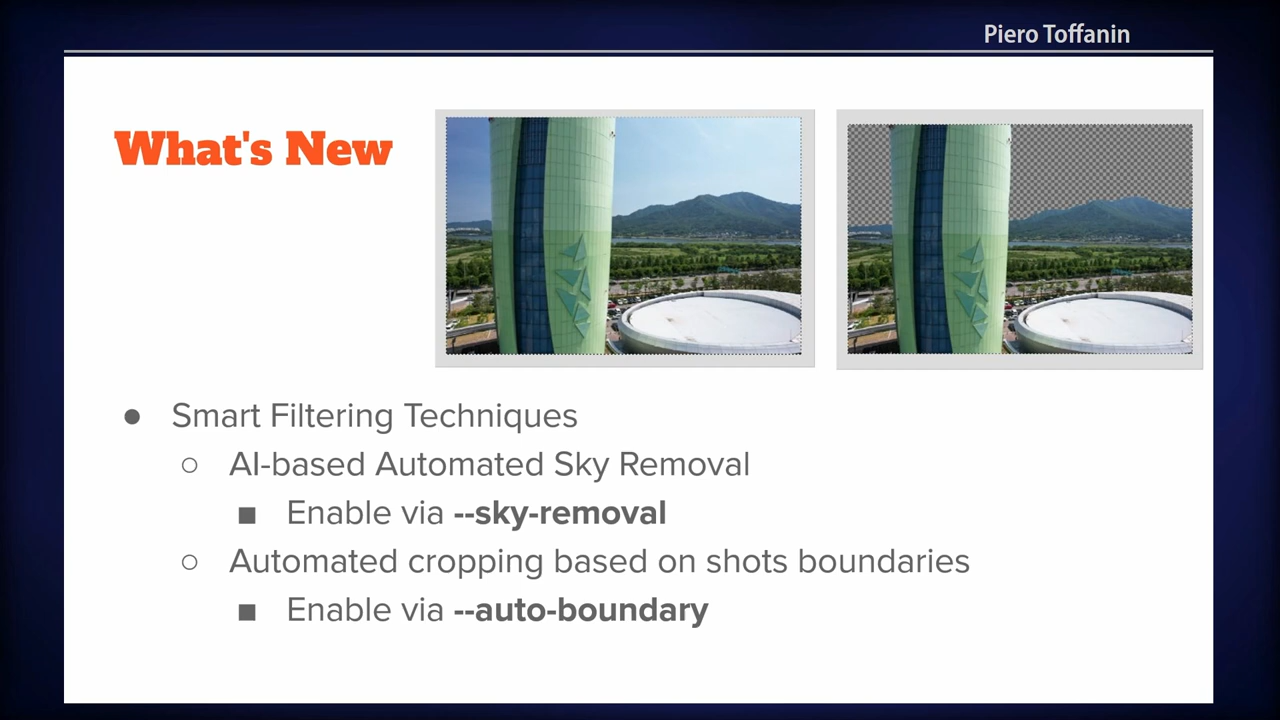 Piero Toffanin
What's New
● Smart Filtering Techniques
○ AI-based Automated Sky Removal
■ Enable via --sky-removal
○ Automated cropping based on shots boundaries
■ Enable via --auto-boundary